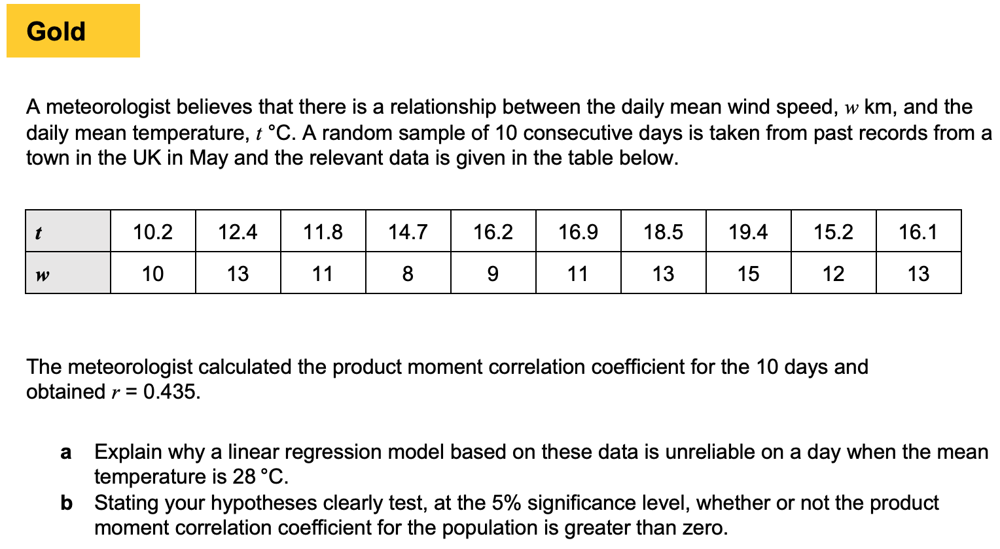 Gold
A meteorologist believes that there is a relationship between the daily mean wind speed, w km, and the
daily mean temperature, t °C. A random sample of 10 consecutive days is taken from past records from a
town in the UK in May and the relevant data is given in the table below.
t 10.2 12.4 11.8 14.7 16.2 16.9 18.5 19.4 15.2 16.1
w 10 13 11 8 9 11 13 15 12 13
The meteorologist calculated the product moment correlation coefficient for the 10 days and
obtained r = 0.435.
a Explain why a linear regression model based on these data is unreliable on a day when the mean
temperature is 28 °C.
b Stating your hypotheses clearly test, at the 5% significance level, whether or not the product
moment correlation coefficient for the population is greater than zero.